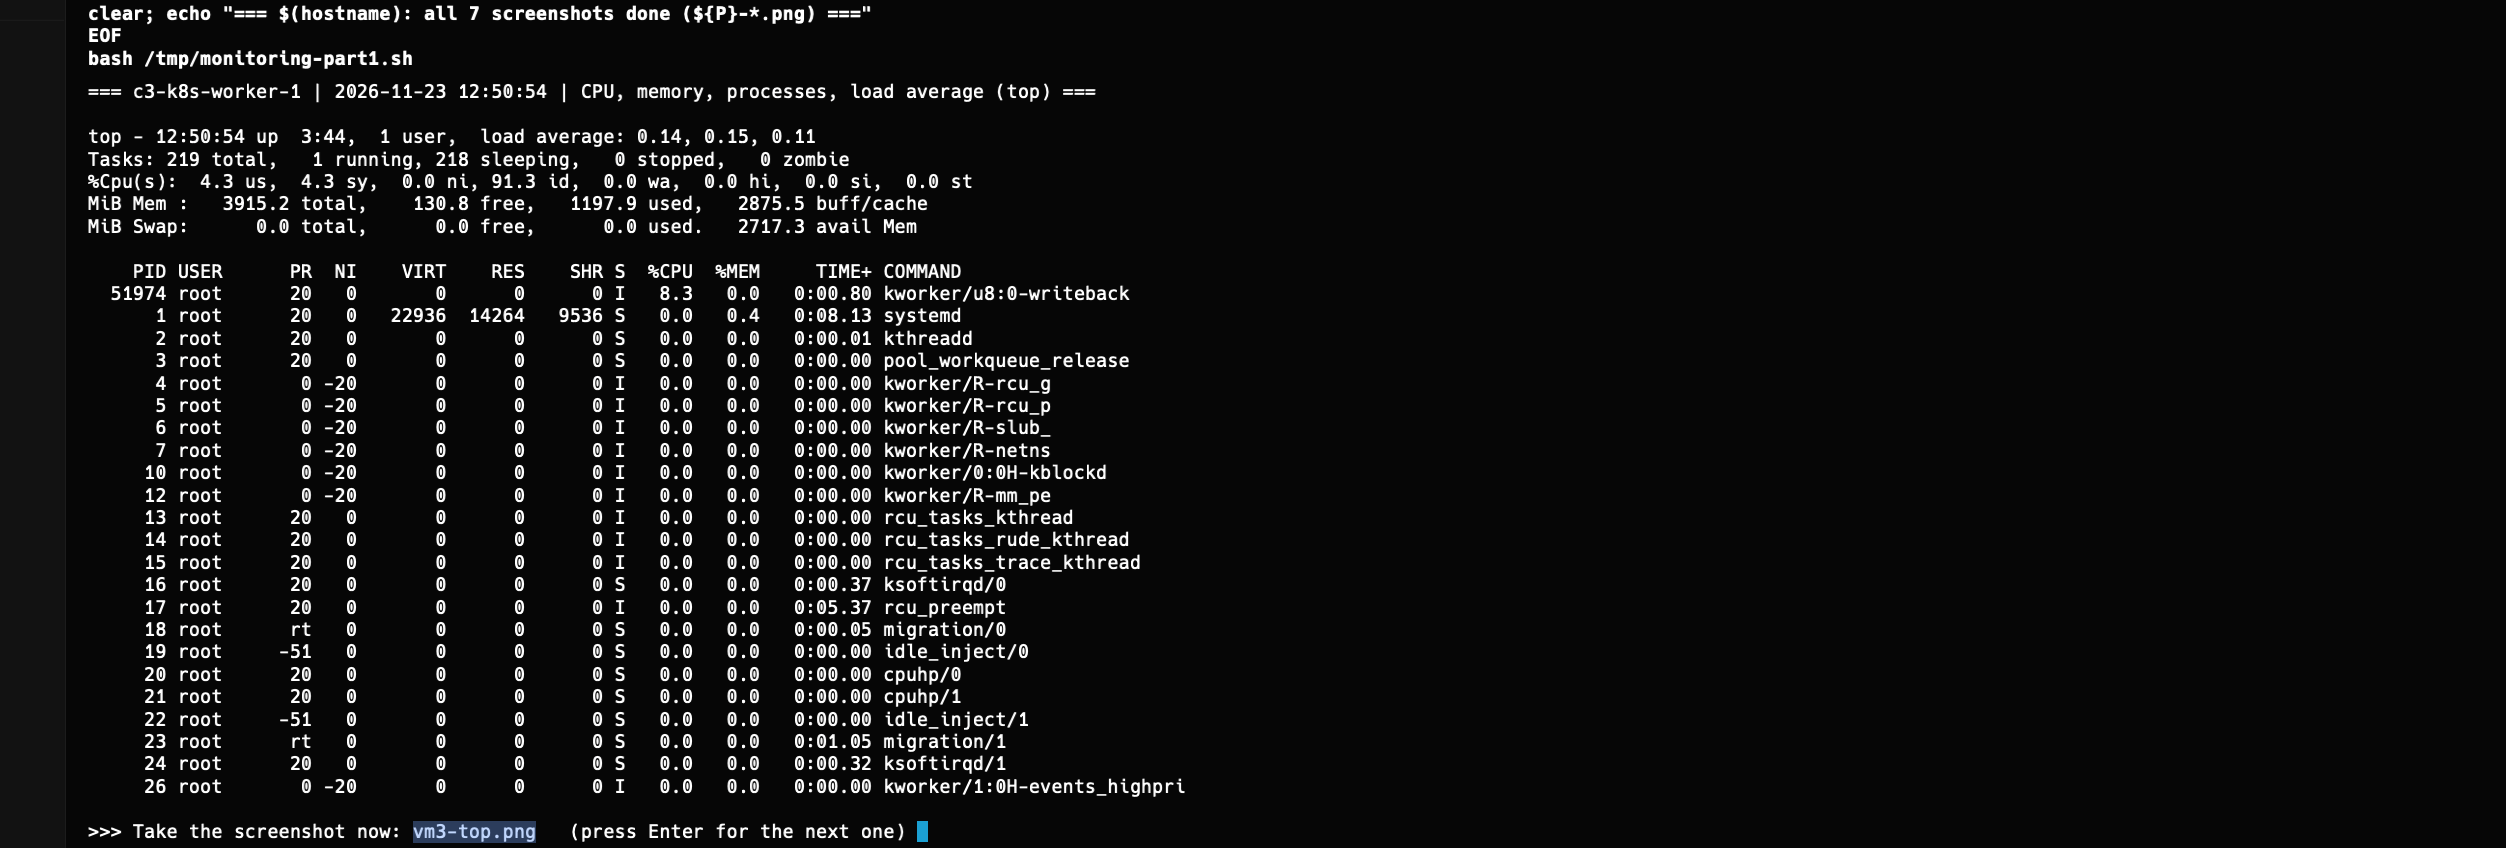 clear; echo "=== $(hostname): all 7 screenshots done (${P}-*.png) ==="
EOF
bash /tmp/monitoring-part1.sh
=== c3-k8s-worker-1 | 2026-11-23 12:50:54 | CPU, memory, processes, load average (top) ===
top - 12:50:54 up  3:44,  1 user,  load average: 0.14, 0.15, 0.11
Tasks: 219 total,   1 running, 218 sleeping,   0 stopped,   0 zombie
%Cpu(s):  4.3 us,  4.3 sy,  0.0 ni, 91.3 id,  0.0 wa,  0.0 hi,  0.0 si,  0.0 st
MiB Mem :   3915.2 total,    130.8 free,   1197.9 used,   2875.5 buff/cache
MiB Swap:      0.0 total,      0.0 free,      0.0 used.   2717.3 avail Mem
    PID USER      PR  NI    VIRT    RES    SHR S  %CPU  %MEM     TIME+ COMMAND
  51974 root      20   0       0      0      0 I   8.3   0.0   0:00.80 kworker/u8:0-writeback
      1 root      20   0   22936  14264   9536 S   0.0   0.4   0:08.13 systemd
      2 root      20   0       0      0      0 S   0.0   0.0   0:00.01 kthreadd
      3 root      20   0       0      0      0 S   0.0   0.0   0:00.00 pool_workqueue_release
      4 root       0 -20       0      0      0 I   0.0   0.0   0:00.00 kworker/R-rcu_g
      5 root       0 -20       0      0      0 I   0.0   0.0   0:00.00 kworker/R-rcu_p
      6 root       0 -20       0      0      0 I   0.0   0.0   0:00.00 kworker/R-slub_
      7 root       0 -20       0      0      0 I   0.0   0.0   0:00.00 kworker/R-netns
     10 root       0 -20       0      0      0 I   0.0   0.0   0:00.00 kworker/0:0H-kblockd
     12 root       0 -20       0      0      0 I   0.0   0.0   0:00.00 kworker/R-mm_pe
     13 root      20   0       0      0      0 I   0.0   0.0   0:00.00 rcu_tasks_kthread
     14 root      20   0       0      0      0 I   0.0   0.0   0:00.00 rcu_tasks_rude_kthread
     15 root      20   0       0      0      0 I   0.0   0.0   0:00.00 rcu_tasks_trace_kthread
     16 root      20   0       0      0      0 S   0.0   0.0   0:00.37 ksoftirqd/0
     17 root      20   0       0      0      0 I   0.0   0.0   0:05.37 rcu_preempt
     18 root      rt   0       0      0      0 S   0.0   0.0   0:00.05 migration/0
     19 root     -51   0       0      0      0 S   0.0   0.0   0:00.00 idle_inject/0
     20 root      20   0       0      0      0 S   0.0   0.0   0:00.00 cpuhp/0
     21 root      20   0       0      0      0 S   0.0   0.0   0:00.00 cpuhp/1
     22 root     -51   0       0      0      0 S   0.0   0.0   0:00.00 idle_inject/1
     23 root      rt   0       0      0      0 S   0.0   0.0   0:01.05 migration/1
     24 root      20   0       0      0      0 S   0.0   0.0   0:00.32 ksoftirqd/1
     26 root       0 -20       0      0      0 I   0.0   0.0   0:00.00 kworker/1:0H-events_highpri
>>> Take the screenshot now: vm3-top.png   (press Enter for the next one)